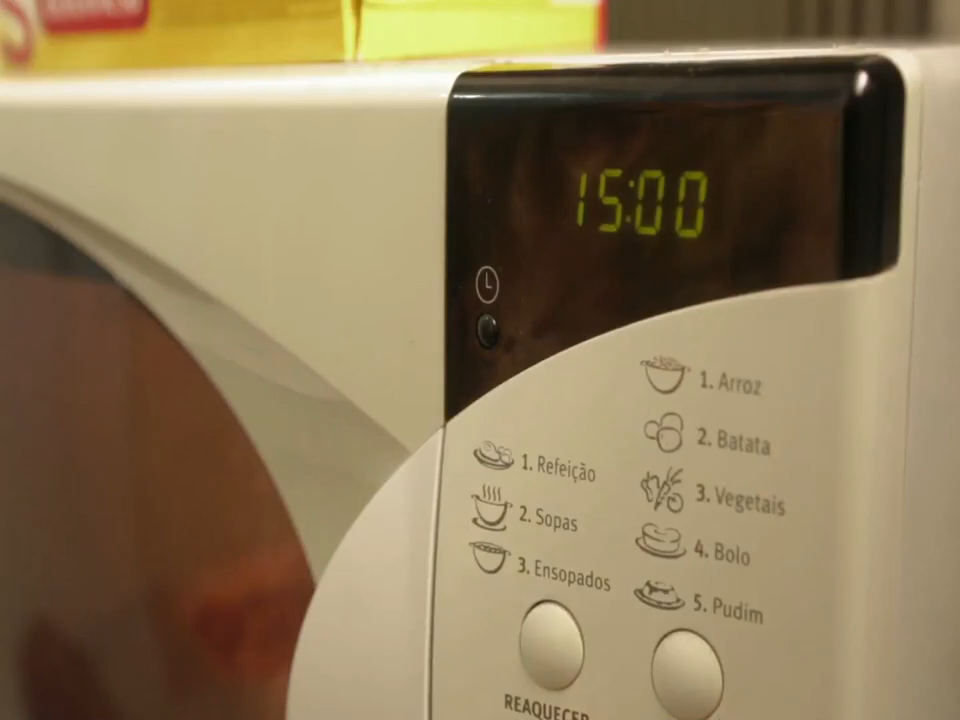 15:00
1. Refeição
2. Sopas
3. Ensopados
REAQUECER
1. Arroz
2. Batata
3. Vegetais
4. Bolo
5. Pudim